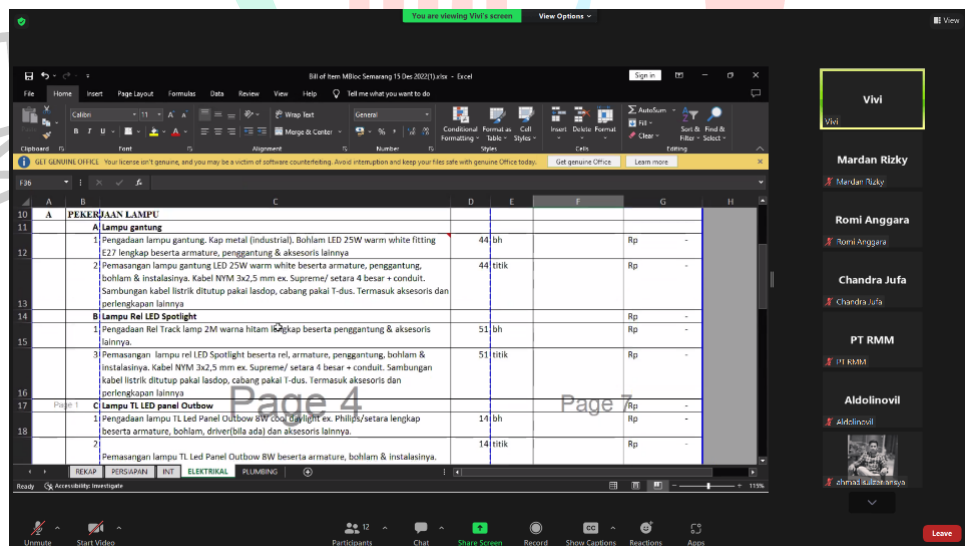 You are viewing Vivi's screen View Options
View
Bill of Item MBloc Semarang 15 Des 2022(1).xlsx - Excel
Sign in
File Home Insert Page Layout Formulas Data Review View Help Tell me what you want to do
Calibri 11 Wrap Text General AutoSum
Paste B I U Merge & Center Conditional Formatting Format as Table Cell Styles Insert Delete Format Fill Clear Sort & Filter Find & Select
Clipboard Font Alignment Number Styles Cells Editing
GET GENUINE OFFICE Your license isn't genuine, and you may be a victim of software counterfeiting. Avoid interruption and keep your files safe with genuine Office today. Get genuine Office Learn more
F36 fx
A B C D E F G H
10 A PEKERJAAN LAMPU
11 A Lampu gantung
12 1 Pengadaan lampu gantung. Kap metal (industrial). Bohlam LED 25W warm white fitting 44 bh Rp -
E27 lengkap beserta armature, penggantung & aksesoris lainnya
13 2 Pemasangan lampu gantung LED 25W warm white beserta armature, penggantung, 44 titik Rp -
bohlam & instalasinya. Kabel NYM 3x2,5 mm ex. Supreme/ setara 4 besar + conduit.
Sambungan kabel listrik ditutup pakai lasdop, cabang pakai T-dus. Termasuk aksesoris dan
perlengkapan lainnya
14 B Lampu Rel LED Spotlight Rp -
15 1 Pengadaan Rel Track lamp 2M warna hitam lengkap beserta penggantung & aksesoris 51 bh Rp -
lainnya.
16 3 Pemasangan lampu rel LED Spotlight beserta rel, armature, penggantung, bohlam & 51 titik Rp -
instalasinya. Kabel NYM 3x2,5 mm ex. Supreme/ setara 4 besar + conduit. Sambungan
kabel listrik ditutup pakai lasdop, cabang pakai T-dus. Termasuk aksesoris dan
perlengkapan lainnya
Page 1 Page 4 Page 7
17 C Lampu TL LED panel Outbow Rp -
18 1 Pengadaan lampu TL Led Panel Outbow 8W cool daylight ex. Philips/setara lengkap 14 bh Rp -
beserta armature, bohlam, driver(bila ada) dan aksesoris lainnya.
2 14 titik Rp -
Pemasangan lampu TL Led Panel Outbow 8W beserta armature, bohlam & instalasinya.
REKAP PERSIAPAN INT ELEKTRIKAL PLUMBING
Ready Accessibility: Investigate 119%
Vivi
Vivi
Mardan Rizky
Mardan Rizky
Romi Anggara
Romi Anggara
Chandra Jufa
Chandra Jufa
PT RMM
PT RMM
Aldolinovil
Aldolinovil
Unmute Start Video 12 Participants Chat Share Screen Record CC Show Captions Reactions Apps Leave